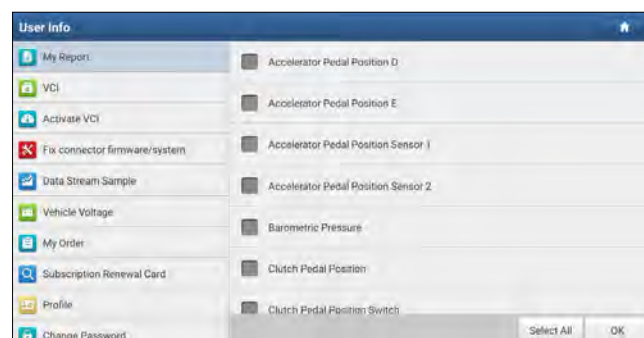 User Info
My Report
VCI
Activate VCI
Fix connector firmware/system
Data Stream Sample
Vehicle Voltage
My Order
Subscription Renewal Card
Profile
Change Password
Accelerator Pedal Position D
Accelerator Pedal Position E
Accelerator Pedal Position Sensor 1
Accelerator Pedal Position Sensor 2
Barometric Pressure
Clutch Pedal Position
Clutch Pedal Position Switch
Select All
OK